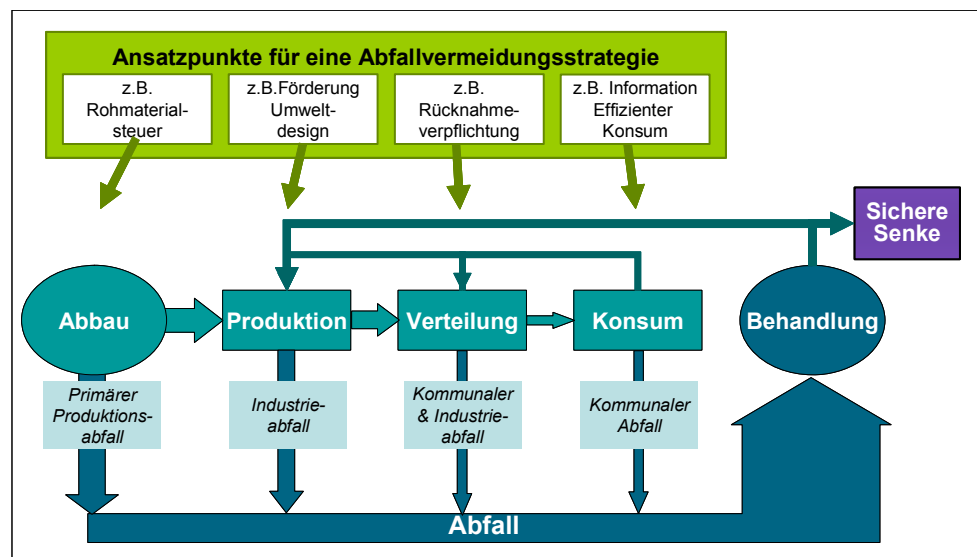 Ansatzpunkte für eine Abfallvermeidungsstrategie
z.B.
Rohmaterial-
steuer
z.B.Förderung
Umwelt-
design
z.B.
Rücknahme-
verpflichtung
z.B. Information
Effizienter
Konsum
Sichere
Senke
Abbau
Produktion
Verteilung
Konsum
Behandlung
Primärer
Produktions-
abfall
Industrie-
abfall
Kommunaler
& Industrie-
abfall
Kommunaler
Abfall
Abfall